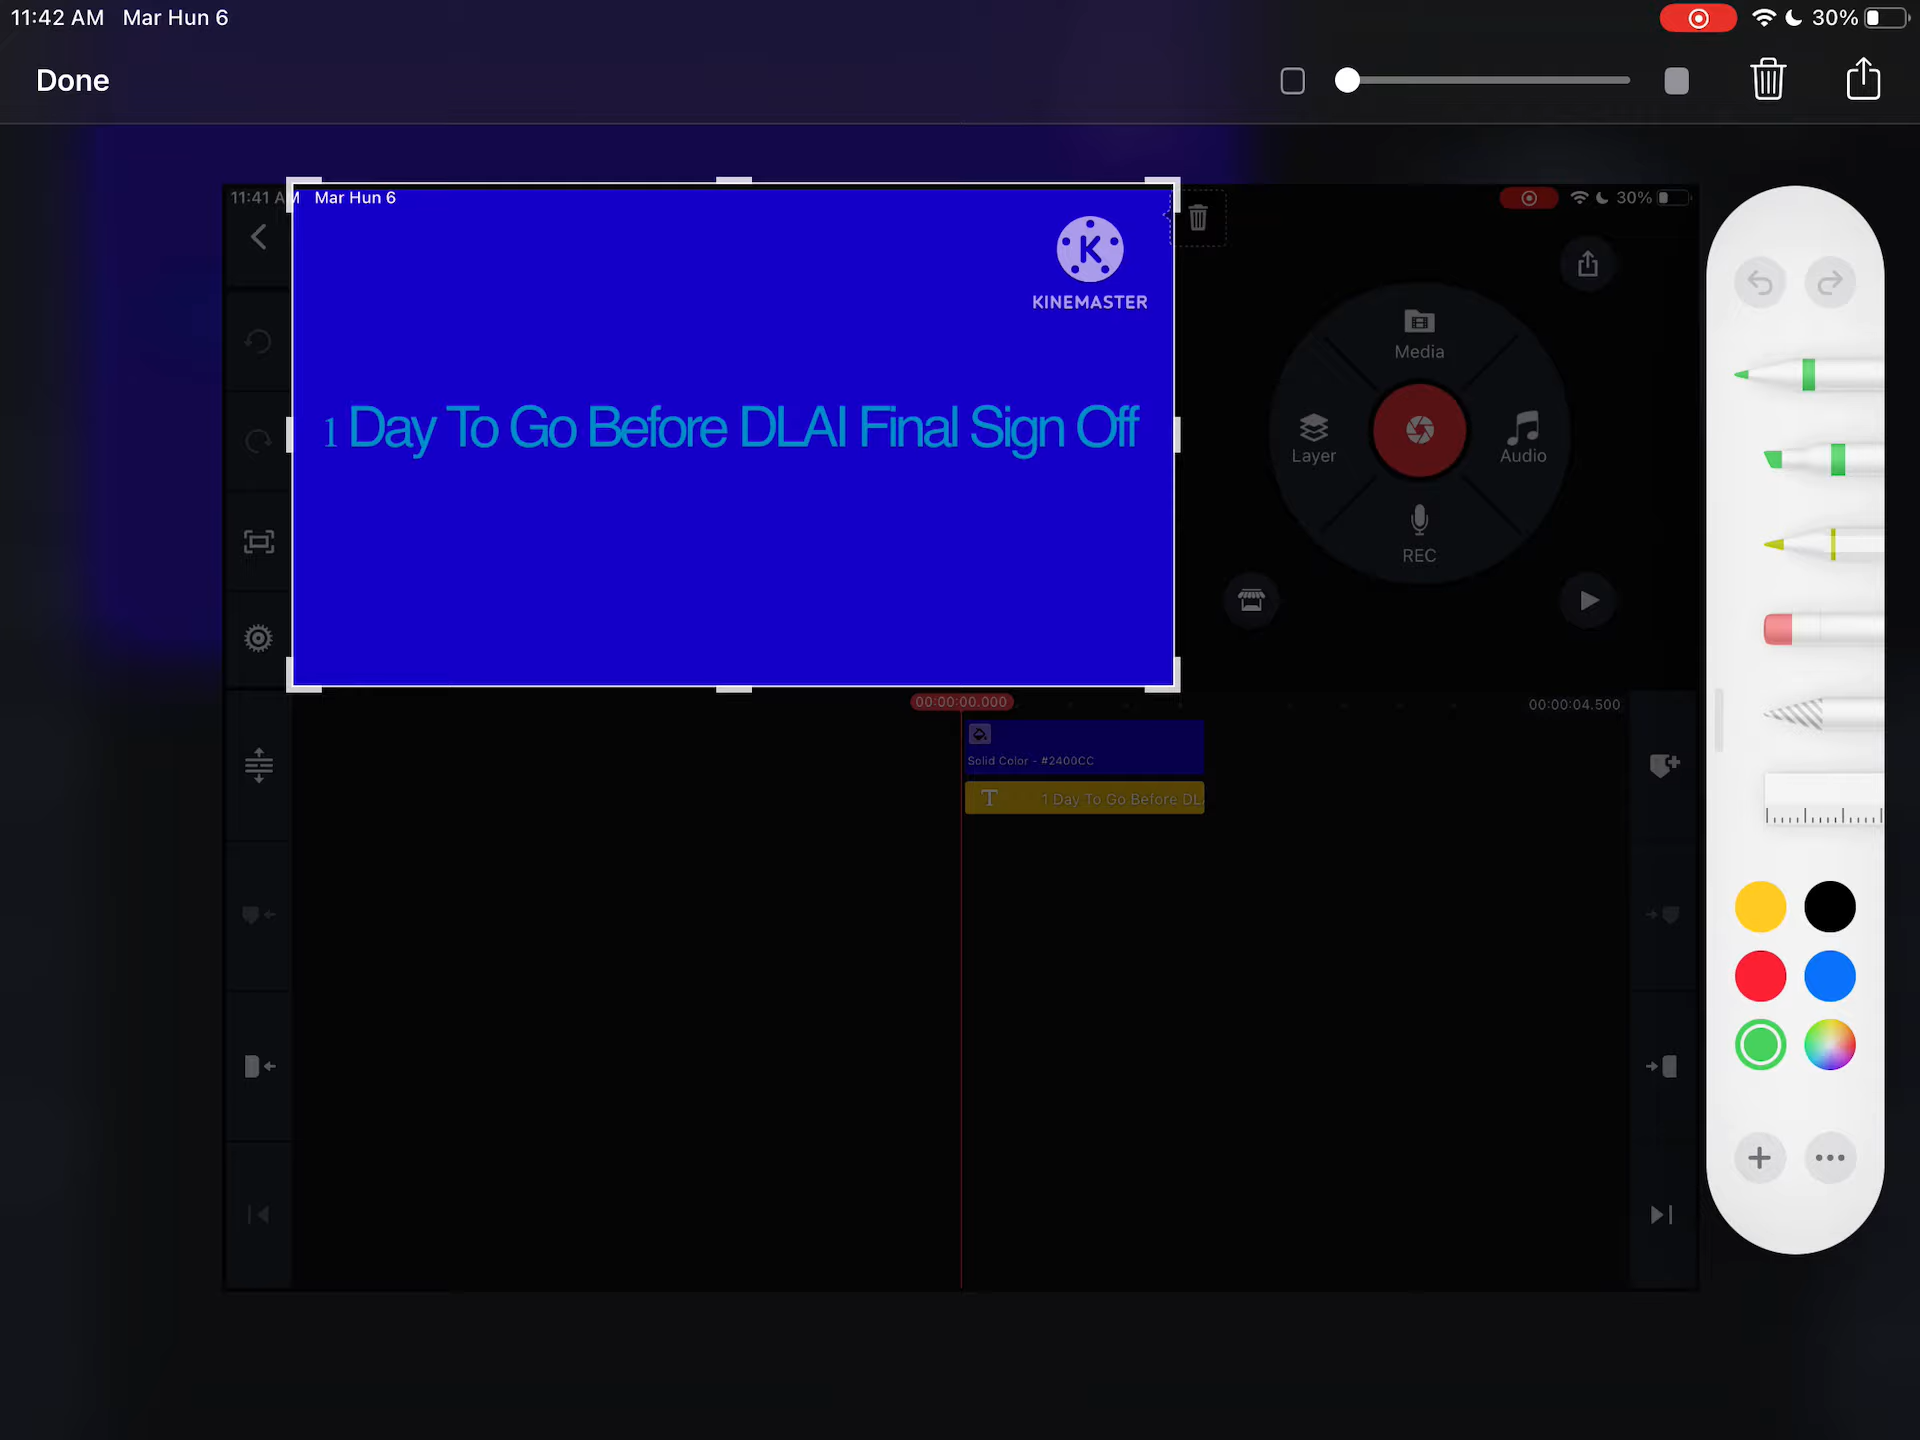 11:42 AM Mar Hun 6
30%
Done
11:41 AM Mar Hun 6
30%
KINEMASTER
1 Day To Go Before DLAI Final Sign Off
Media
Layer
Audio
REC
00:00:00.000
00:00:04.500
Solid Color - #2400CC
T 1 Day To Go Before DL